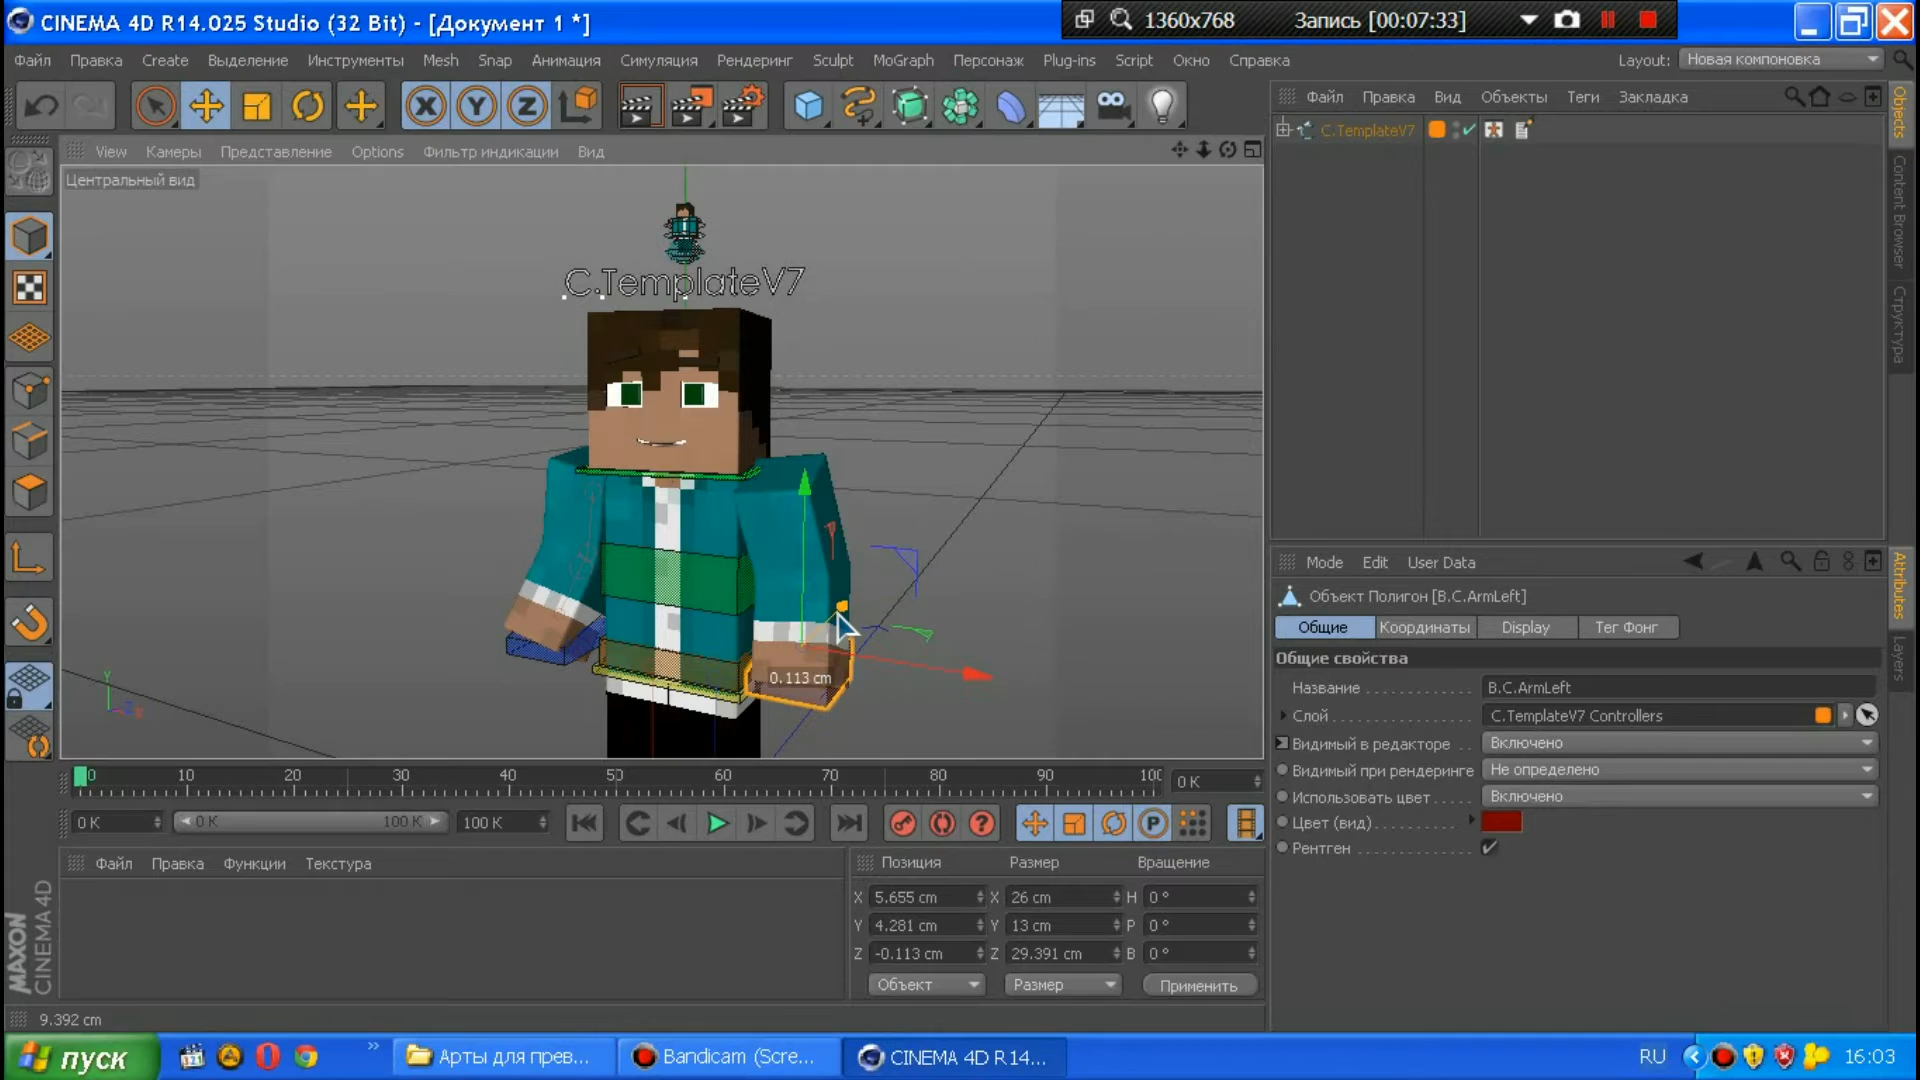 CINEMA 4D R14.025 Studio (32 Bit) - [Документ 1 *]
1360x768
Запись [00:07:33]
Файл Правка Create Выделение Инструменты Mesh Snap Анимация Симуляция Рендеринг Sculpt MoGraph Персонаж Plug-ins Script Окно Справка
Layout: Новая компоновка
View Камеры Представление Options Фильтр индикации Вид
Центральный вид
C.TemplateV7
0.113 cm
Y
Файл Правка Вид Объекты Теги Закладка
C.TemplateV7
Objects
Content Browser
Структура
Mode Edit User Data
Объект Полигон [B.C.ArmLeft]
Общие Координаты Display Тег Фонг
Общие свойства
Название B.C.ArmLeft
Слой C.TemplateV7 Controllers
Видимый в редакторе Включено
Видимый при рендеринге Не определено
Использовать цвет Включено
Цвет (вид)
Рентген
Attributes
Layers
0 10 20 30 40 50 60 70 80 90 100
0 K
0 K 0 K 100 K 100 K
Файл Правка Функции Текстура
Позиция Размер Вращение
X 5.655 cm X 26 cm H 0 °
Y 4.281 cm Y 13 cm P 0 °
Z -0.113 cm Z 29.391 cm B 0 °
Объект Размер Применить
MAXON
CINEMA 4D
9.392 cm
пуск
Арты для прев...
Bandicam (Scre...
CINEMA 4D R14...
RU
16:03